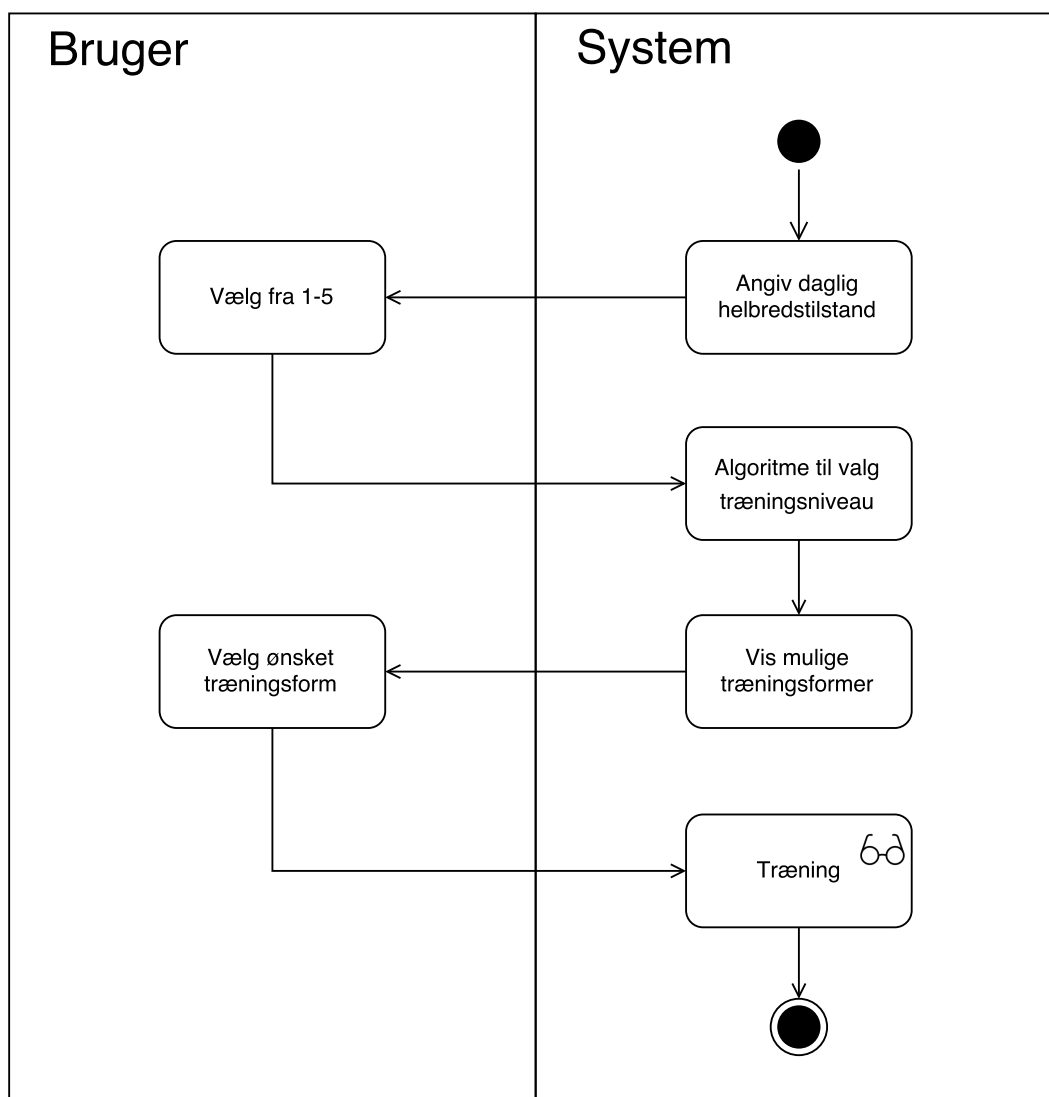 Bruger
System
Vælg fra 1-5
Angiv daglig
helbredstilstand
Algoritme til valg
træningsniveau
Vælg ønsket
træningsform
Vis mulige
træningsformer
Træning